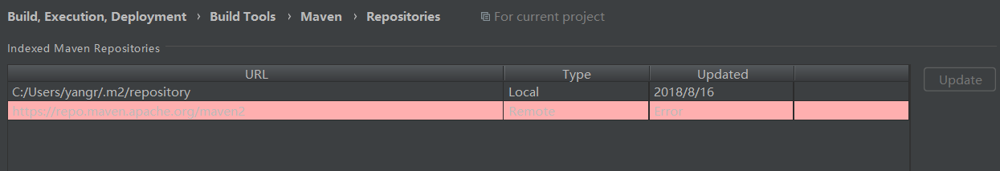 Build, Execution, Deployment › Build Tools › Maven › Repositories For current project
Indexed Maven Repositories
URL Type Updated
C:/Users/yangr/.m2/repository Local 2018/8/16
Update
https://repo.maven.apache.org/maven2 Remote Error